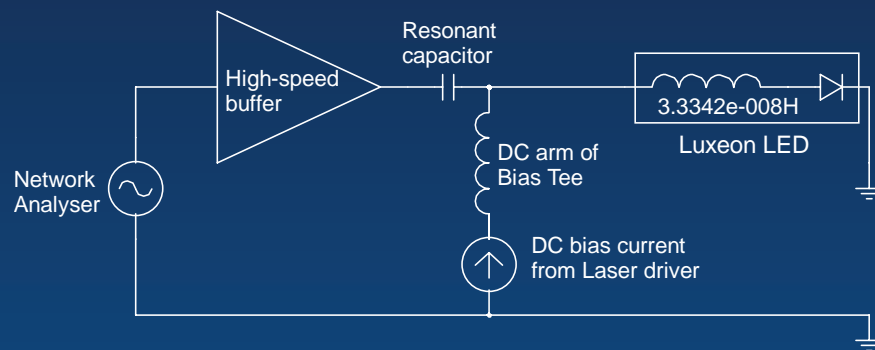 Resonant
capacitor
High-speed
buffer
3.3342e-008H
Luxeon LED
DC arm of
Bias Tee
Network
Analyser
DC bias current
from Laser driver